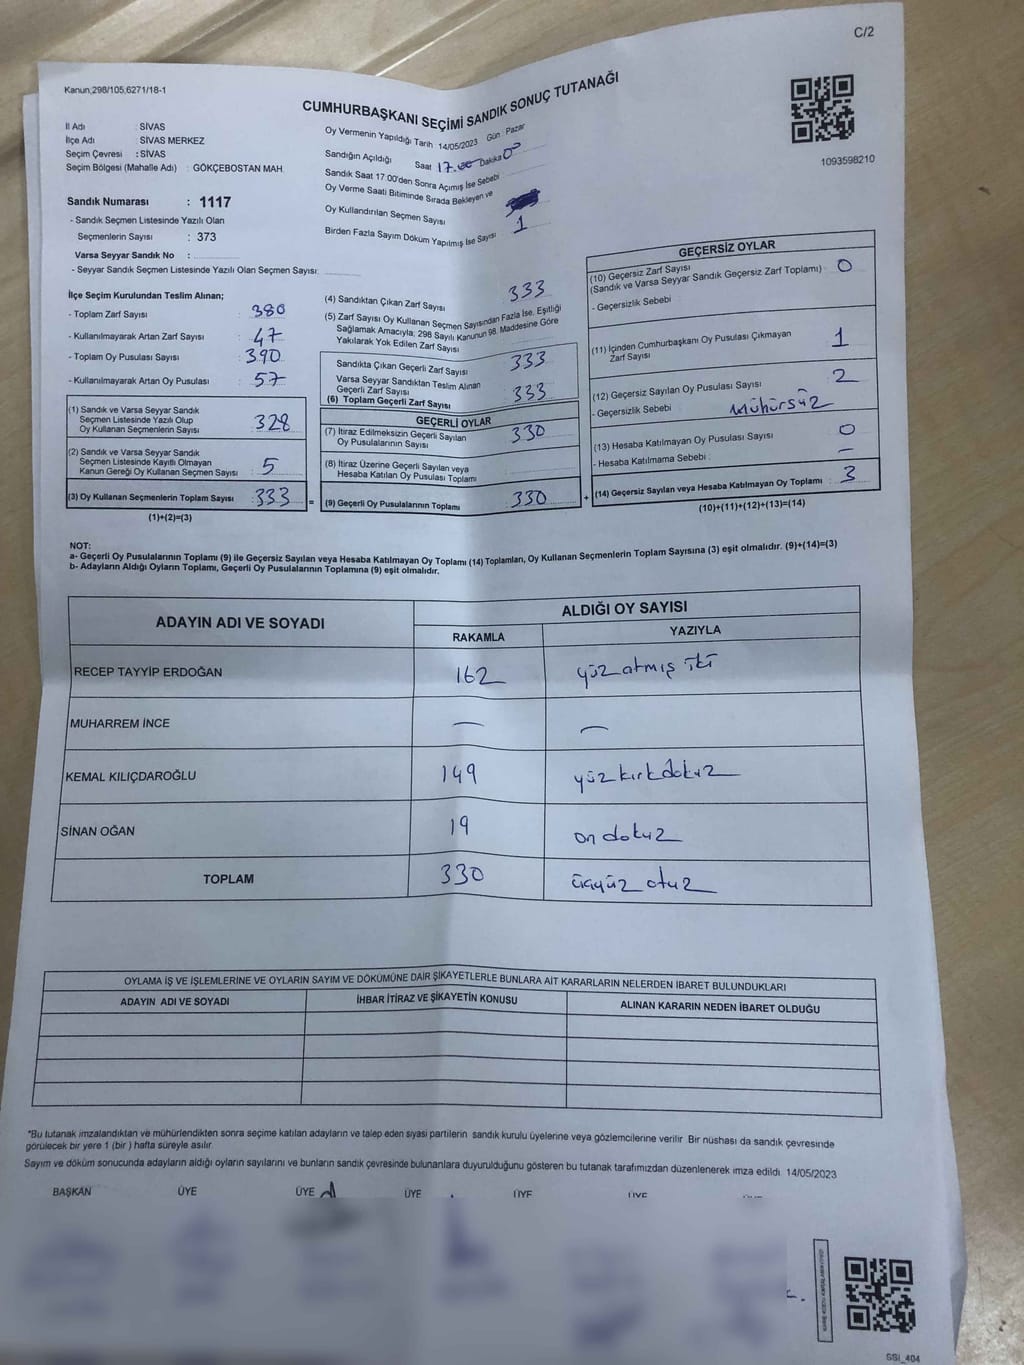 C/2
Kanun;298/105,6271/18-1
CUMHURBAŞKANI SEÇİMİ SANDIK SONUÇ TUTANAĞI
1093598210
İl Adı : SİVAS
İlçe Adı : SİVAS MERKEZ
Seçim Çevresi : SİVAS
Seçim Bölgesi (Mahalle Adı) : GÖKÇEBOSTAN MAH.
Sandık Numarası : 1117
- Sandık Seçmen Listesinde Yazılı Olan
Seçmenlerin Sayısı : 373
Varsa Seyyar Sandık No :
- Seyyar Sandık Seçmen Listesinde Yazılı Olan Seçmen Sayısı:
Oy Vermenin Yapıldığı Tarih 14/05/2023 Gün : Pazar
Sandığın Açıldığı Saat 17.00 Dakika 00
Sandık Saat 17.00'den Sonra Açımış İse Sebebi
Oy Verme Saati Bitiminde Sırada Bekleyen ve
Oy Kullandırılan Seçmen Sayısı
Birden Fazla Sayım Döküm Yapılmış İse Sayısı 1
İlçe Seçim Kurulundan Teslim Alınan;
- Toplam Zarf Sayısı : 380
- Kullanılmayarak Artan Zarf Sayısı : 47
- Toplam Oy Pusulası Sayısı : 390
- Kullanılmayarak Artan Oy Pusulası : 57
(1) Sandık ve Varsa Seyyar Sandık
Seçmen Listesinde Yazılı Olup
Oy Kullanan Seçmenlerin Sayısı : 328
(2) Sandık ve Varsa Seyyar Sandık
Seçmen Listesinde Kayıtlı Olmayan
Kanun Gereği Oy Kullanan Seçmen Sayısı : 5
(3) Oy Kullanan Seçmenlerin Toplam Sayısı : 333 =
(1)+(2)=(3)
(4) Sandıktan Çıkan Zarf Sayısı 333
(5) Zarf Sayısı Oy Kullanan Seçmen Sayısından Fazla İse, Eşitliği
Sağlamak Amacıyla; 298 Sayılı Kanunun 98. Maddesine Göre
Yakılarak Yok Edilen Zarf Sayısı
Sandıkta Çıkan Geçerli Zarf Sayısı 333
Varsa Seyyar Sandıktan Teslim Alınan
Geçerli Zarf Sayısı
(6) Toplam Geçerli Zarf Sayısı 333
GEÇERLİ OYLAR
(7) İtiraz Edilmeksizin Geçerli Sayılan
Oy Pusulalarının Sayısı : 330
(8) İtiraz Üzerine Geçerli Sayılan veya
Hesaba Katılan Oy Pusulası Toplamı
(9) Geçerli Oy Pusulalarının Toplamı : 330 +
GEÇERSİZ OYLAR
(10) Geçersiz Zarf Sayısı
(Sandık ve Varsa Seyyar Sandık Geçersiz Zarf Toplamı) : 0
- Geçersizlik Sebebi :
(11) İçinden Cumhurbaşkanı Oy Pusulası Çıkmayan
Zarf Sayısı 1
(12) Geçersiz Sayılan Oy Pusulası Sayısı : 2
- Geçersizlik Sebebi : Mühürsüz
(13) Hesaba Katılmayan Oy Pusulası Sayısı : 0
- Hesaba Katılmama Sebebi : —
(14) Geçersiz Sayılan veya Hesaba Katılmayan Oy Toplamı : 3
(10)+(11)+(12)+(13)=(14)
NOT:
a- Geçerli Oy Pusulalarının Toplamı (9) ile Geçersiz Sayılan veya Hesaba Katılmayan Oy Toplamı (14) Toplamları, Oy Kullanan Seçmenlerin Toplam Sayısına (3) eşit olmalıdır. (9)+(14)=(3)
b- Adayların Aldığı Oyların Toplamı, Geçerli Oy Pusulalarının Toplamına (9) eşit olmalıdır.
ADAYIN ADI VE SOYADI
ALDIĞI OY SAYISI
RAKAMLA YAZIYLA
RECEP TAYYİP ERDOĞAN 162 yüz atmış iki
MUHARREM İNCE — —
KEMAL KILIÇDAROĞLU 149 yüz kırk dokuz
SİNAN OĞAN 19 on dokuz
TOPLAM 330 üçyüz otuz
OYLAMA İŞ VE İŞLEMLERİNE VE OYLARIN SAYIM VE DÖKÜMÜNE DAİR ŞİKAYETLERLE BUNLARA AİT KARARLARIN NELERDEN İBARET BULUNDUKLARI
ADAYIN ADI VE SOYADI İHBAR İTİRAZ VE ŞİKAYETİN KONUSU ALINAN KARARIN NEDEN İBARET OLDUĞU
*Bu tutanak imzalandıktan ve mühürlendikten sonra seçime katılan adayların ve talep eden siyasi partilerin sandık kurulu üyelerine veya gözlemcilerine verilir. Bir nüshası da sandık çevresinde
görülecek bir yere 1 (bir ) hafta süreyle asılır.
Sayım ve döküm sonucunda adayların aldığı oyların sayılarını ve bunların sandık çevresinde bulunanlara duyurulduğunu gösteren bu tutanak tarafımızdan düzenlenerek imza edildi. 14/05/2023
BAŞKAN ÜYE ÜYE ÜYE ÜYE ÜYE
SSI_404